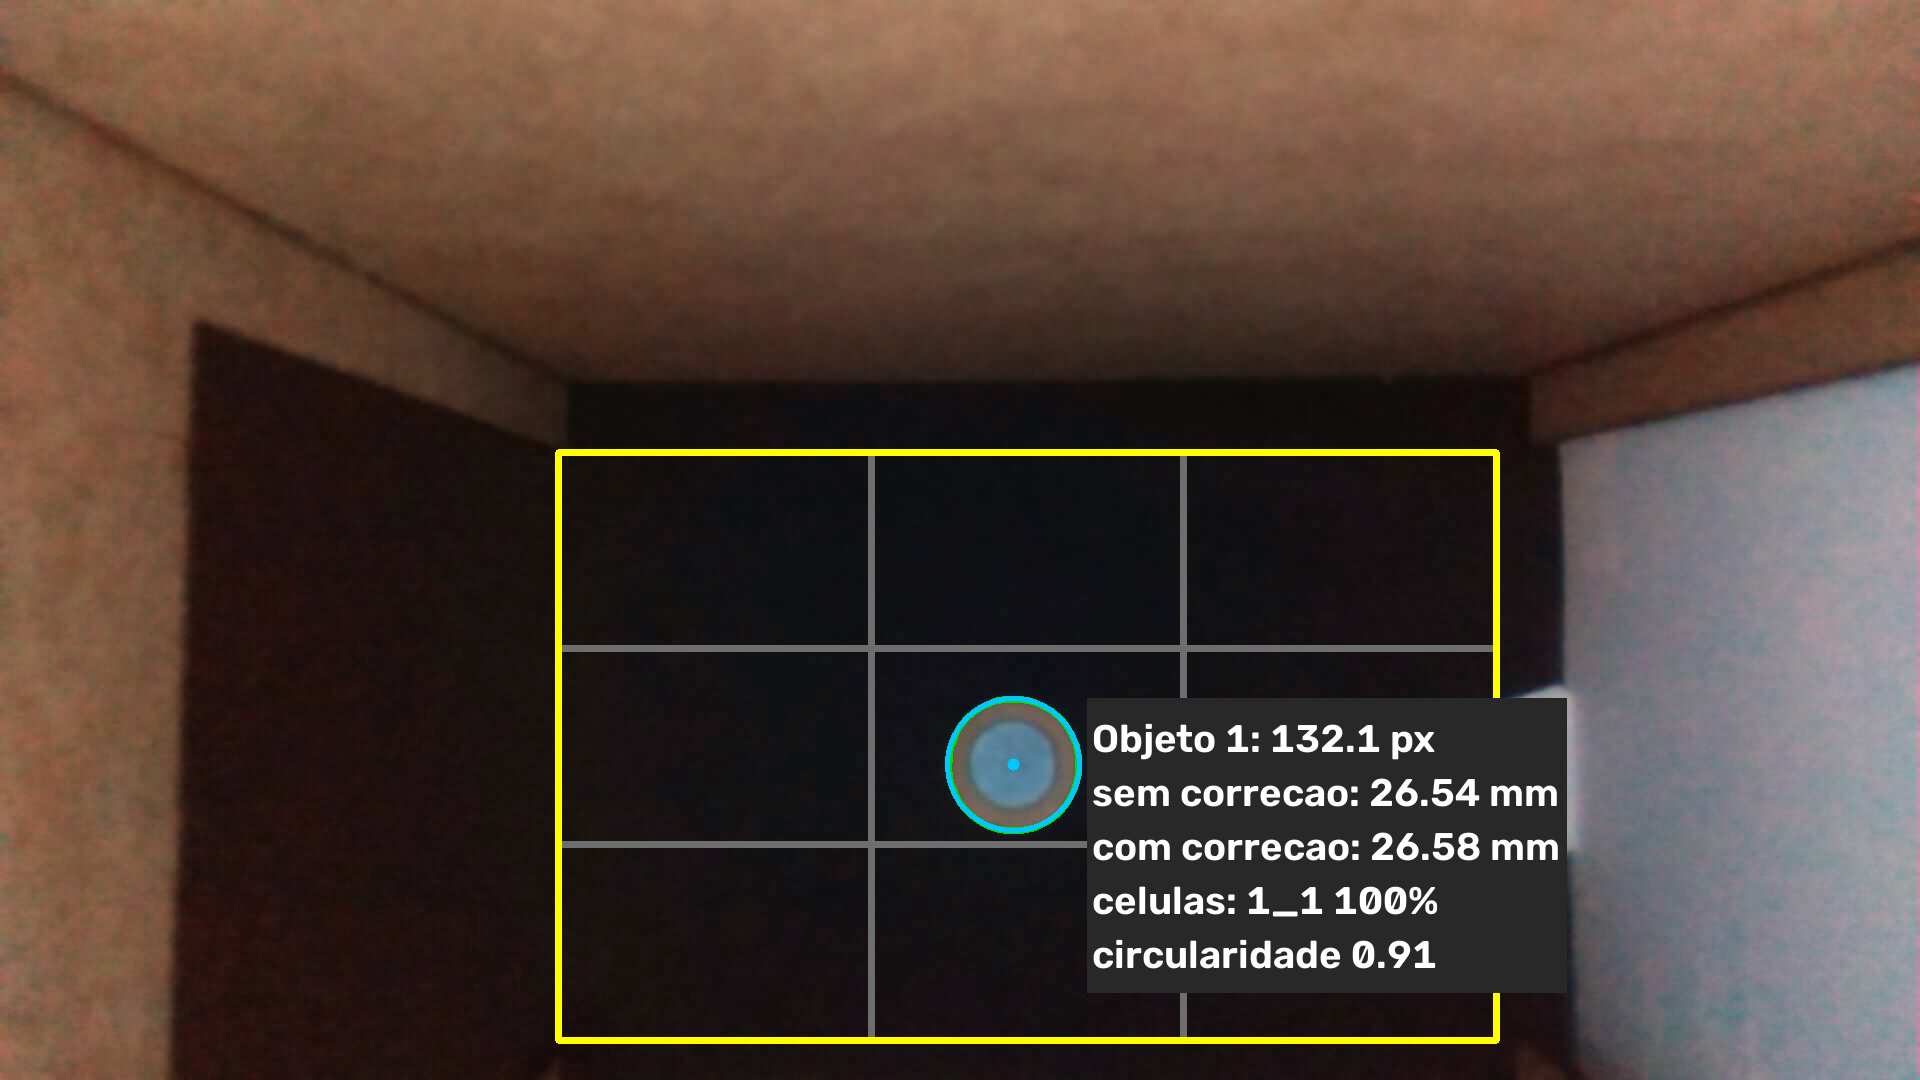 Objeto 1: 132.1 px
sem correcao: 26.54 mm
com correcao: 26.58 mm
celulas: 1_1 100%
circularidade 0.91